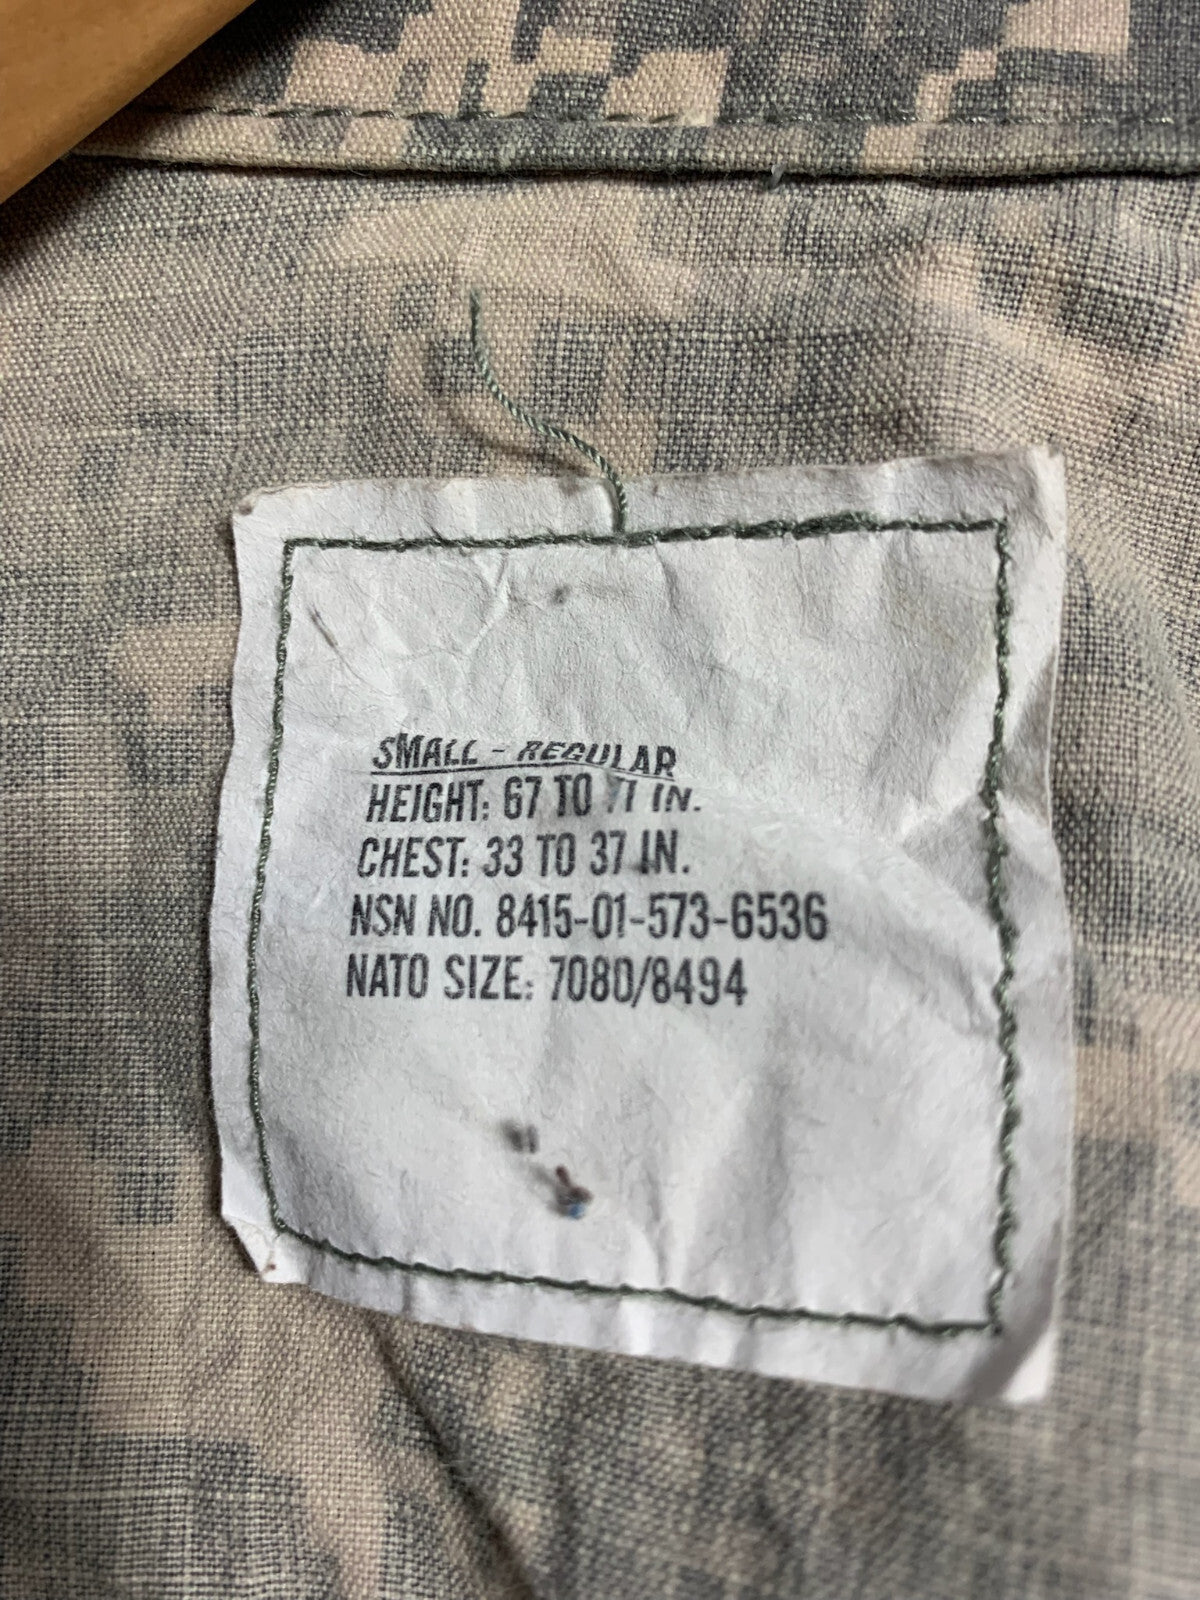 SMALL - REGULAR
HEIGHT: 67 TO 71 IN.
CHEST: 33 TO 37 IN.
NSN NO. 8415-01-573-6536
NATO SIZE: 7080/8494